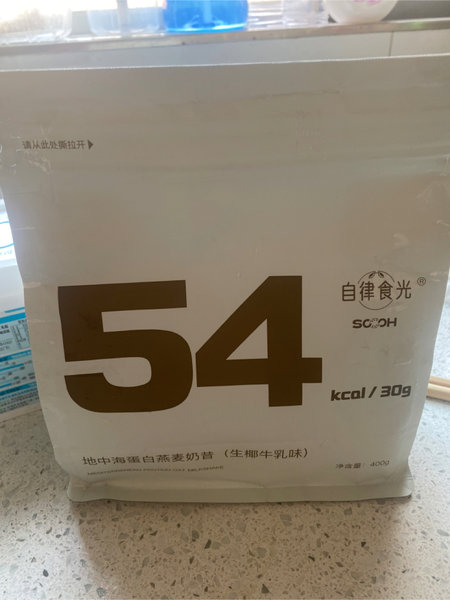 请从此处撕拉开
54
自律食光®
kcal / 30g
地中海蛋白燕麦奶昔（生椰牛乳味）
净含量：400g